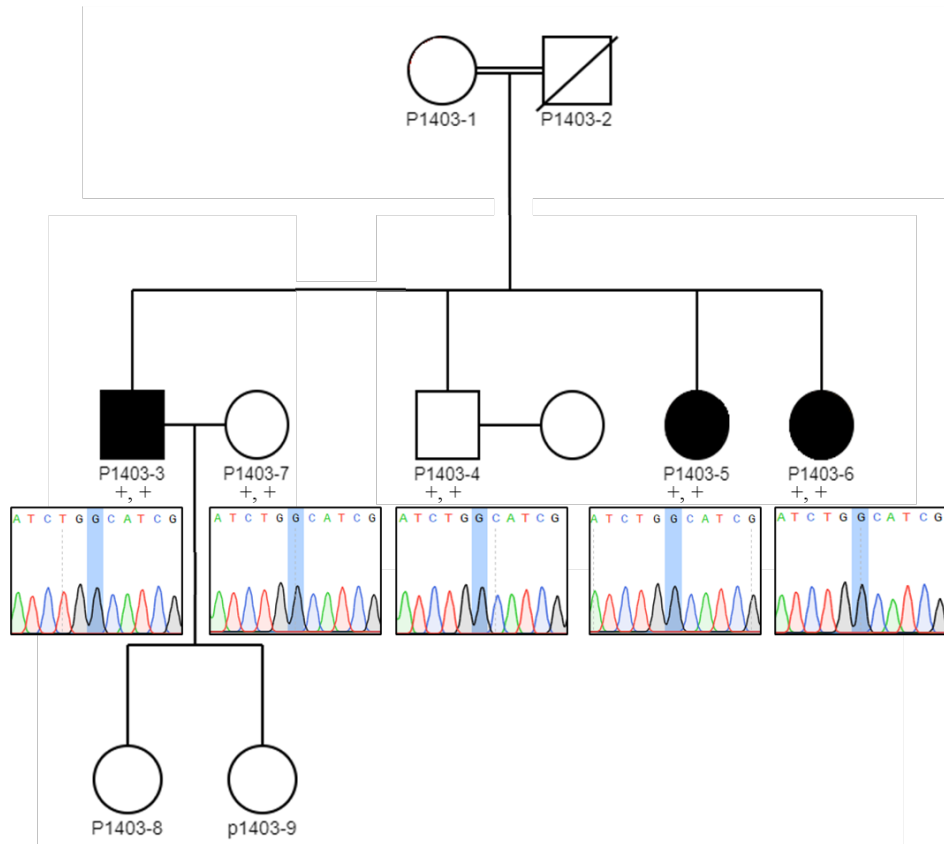 P1403-1 P1403-2
P1403-3 P1403-7 P1403-4 P1403-5 P1403-6
+, + +, + +, + +, + +, +
A T C T G G C A T C G A T C T G G C A T C G A T C T G G C A T C G A T C T G G C A T C G A T C T G G C A T C G
P1403-8 p1403-9